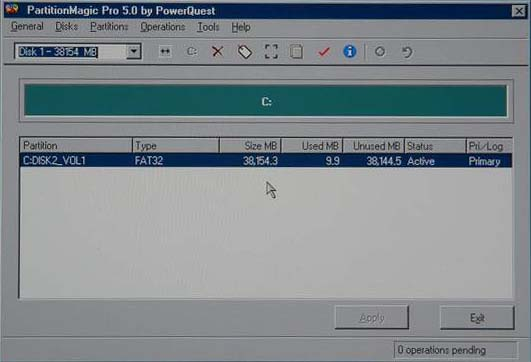 PartitionMagic Pro 5.0 by PowerQuest
General Disks Partitions Operations Tools Help
Disk 1 - 38154 MB C:
C:
Partition Type Size MB Used MB Unused MB Status Pri/Log
C:DISK2_VOL1 FAT32 38,154.3 9.9 38,144.5 Active Primary
Apply Exit
0 operations pending